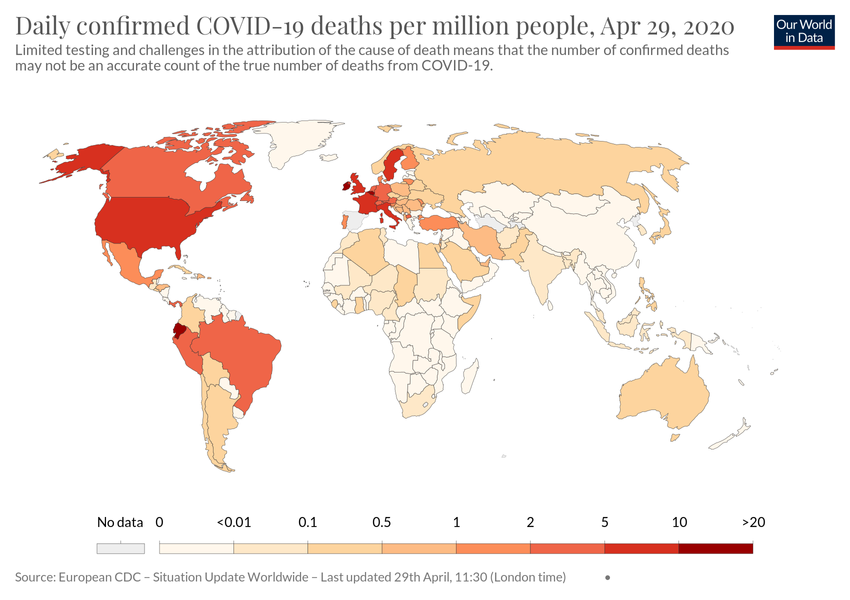 Daily confirmed COVID-19 deaths per million people, Apr 29, 2020
Our World
in Data
Limited testing and challenges in the attribution of the cause of death means that the number of confirmed deaths
may not be an accurate count of the true number of deaths from COVID-19.
No data 0 <0.01 0.1 0.5 1 2 5 10 >20
Source: European CDC – Situation Update Worldwide – Last updated 29th April, 11:30 (London time) •